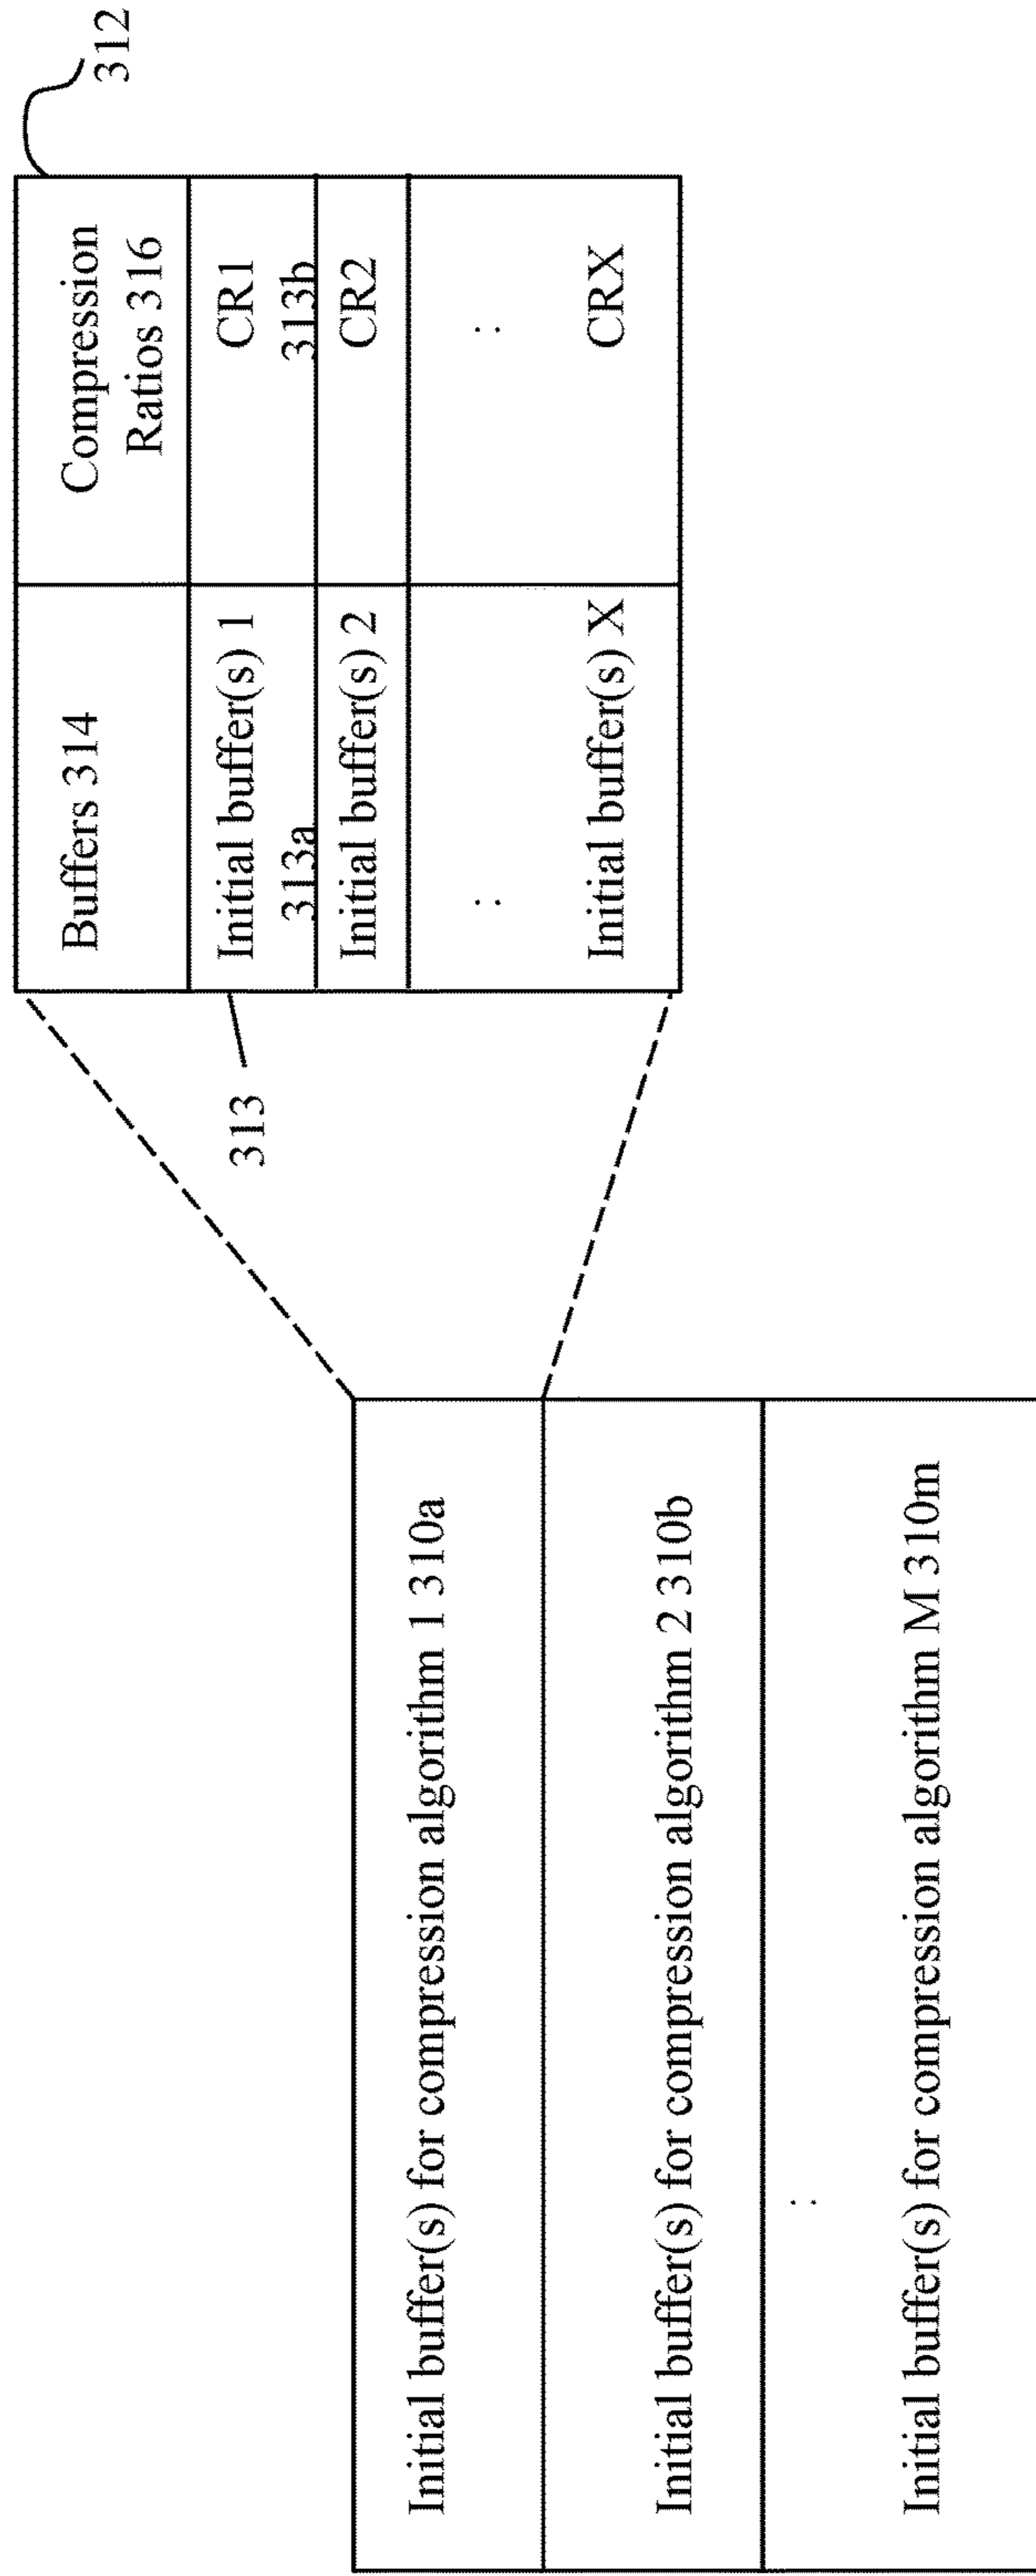 312
Buffers 314
Compression
Ratios 316
Initial buffer(s) 1
CR1
313a
313b
Initial buffer(s) 2
CR2
:
:
Initial buffer(s) X
CRX
313
Initial buffer(s) for compression algorithm 1 310a
Initial buffer(s) for compression algorithm 2 310b
:
Initial buffer(s) for compression algorithm M 310m